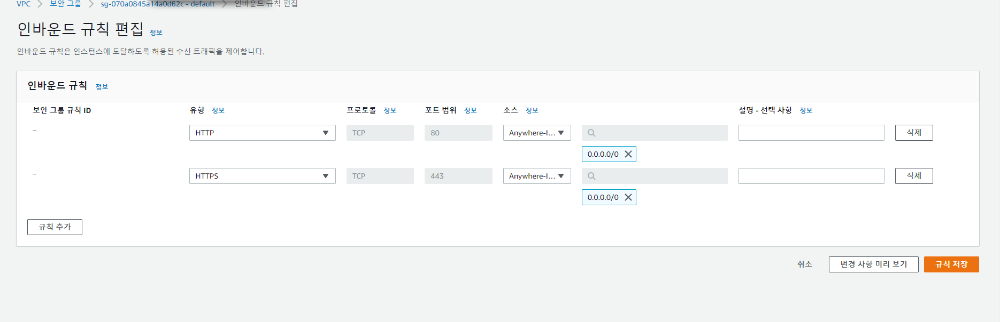 VPC > 보안 그룹 > sg-070a0845a14a0d62c - default > 인바운드 규칙 편집
인바운드 규칙 편집 정보
인바운드 규칙은 인스턴스에 도달하도록 허용된 수신 트래픽을 제어합니다.
인바운드 규칙 정보
보안 그룹 규칙 ID 유형 정보 프로토콜 정보 포트 범위 정보 소스 정보 설명 - 선택 사항 정보
– HTTP TCP 80 Anywhere-I... 삭제
0.0.0.0/0
– HTTPS TCP 443 Anywhere-I... 삭제
0.0.0.0/0
규칙 추가
취소 변경 사항 미리 보기 규칙 저장